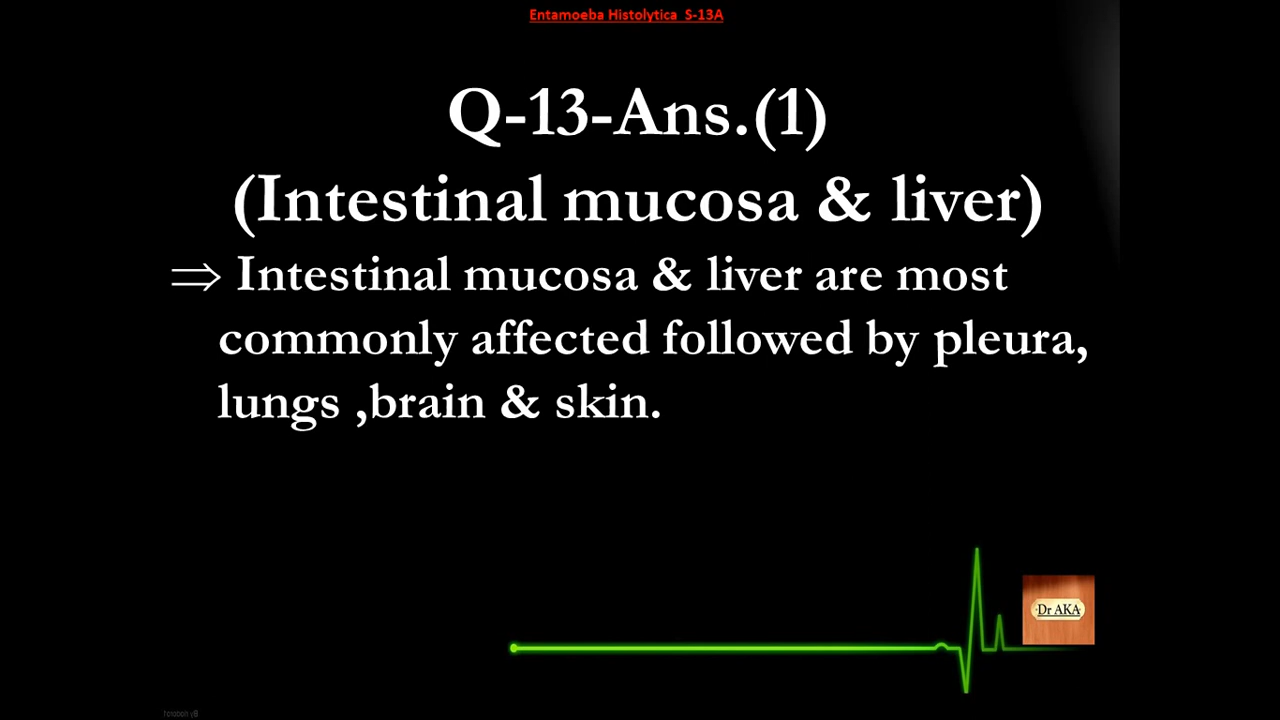 Entamoeba Histolytica S-13A
Q-13-Ans.(1)
(Intestinal mucosa & liver)
⇒ Intestinal mucosa & liver are most
commonly affected followed by pleura,
lungs ,brain & skin.
Dr AKA